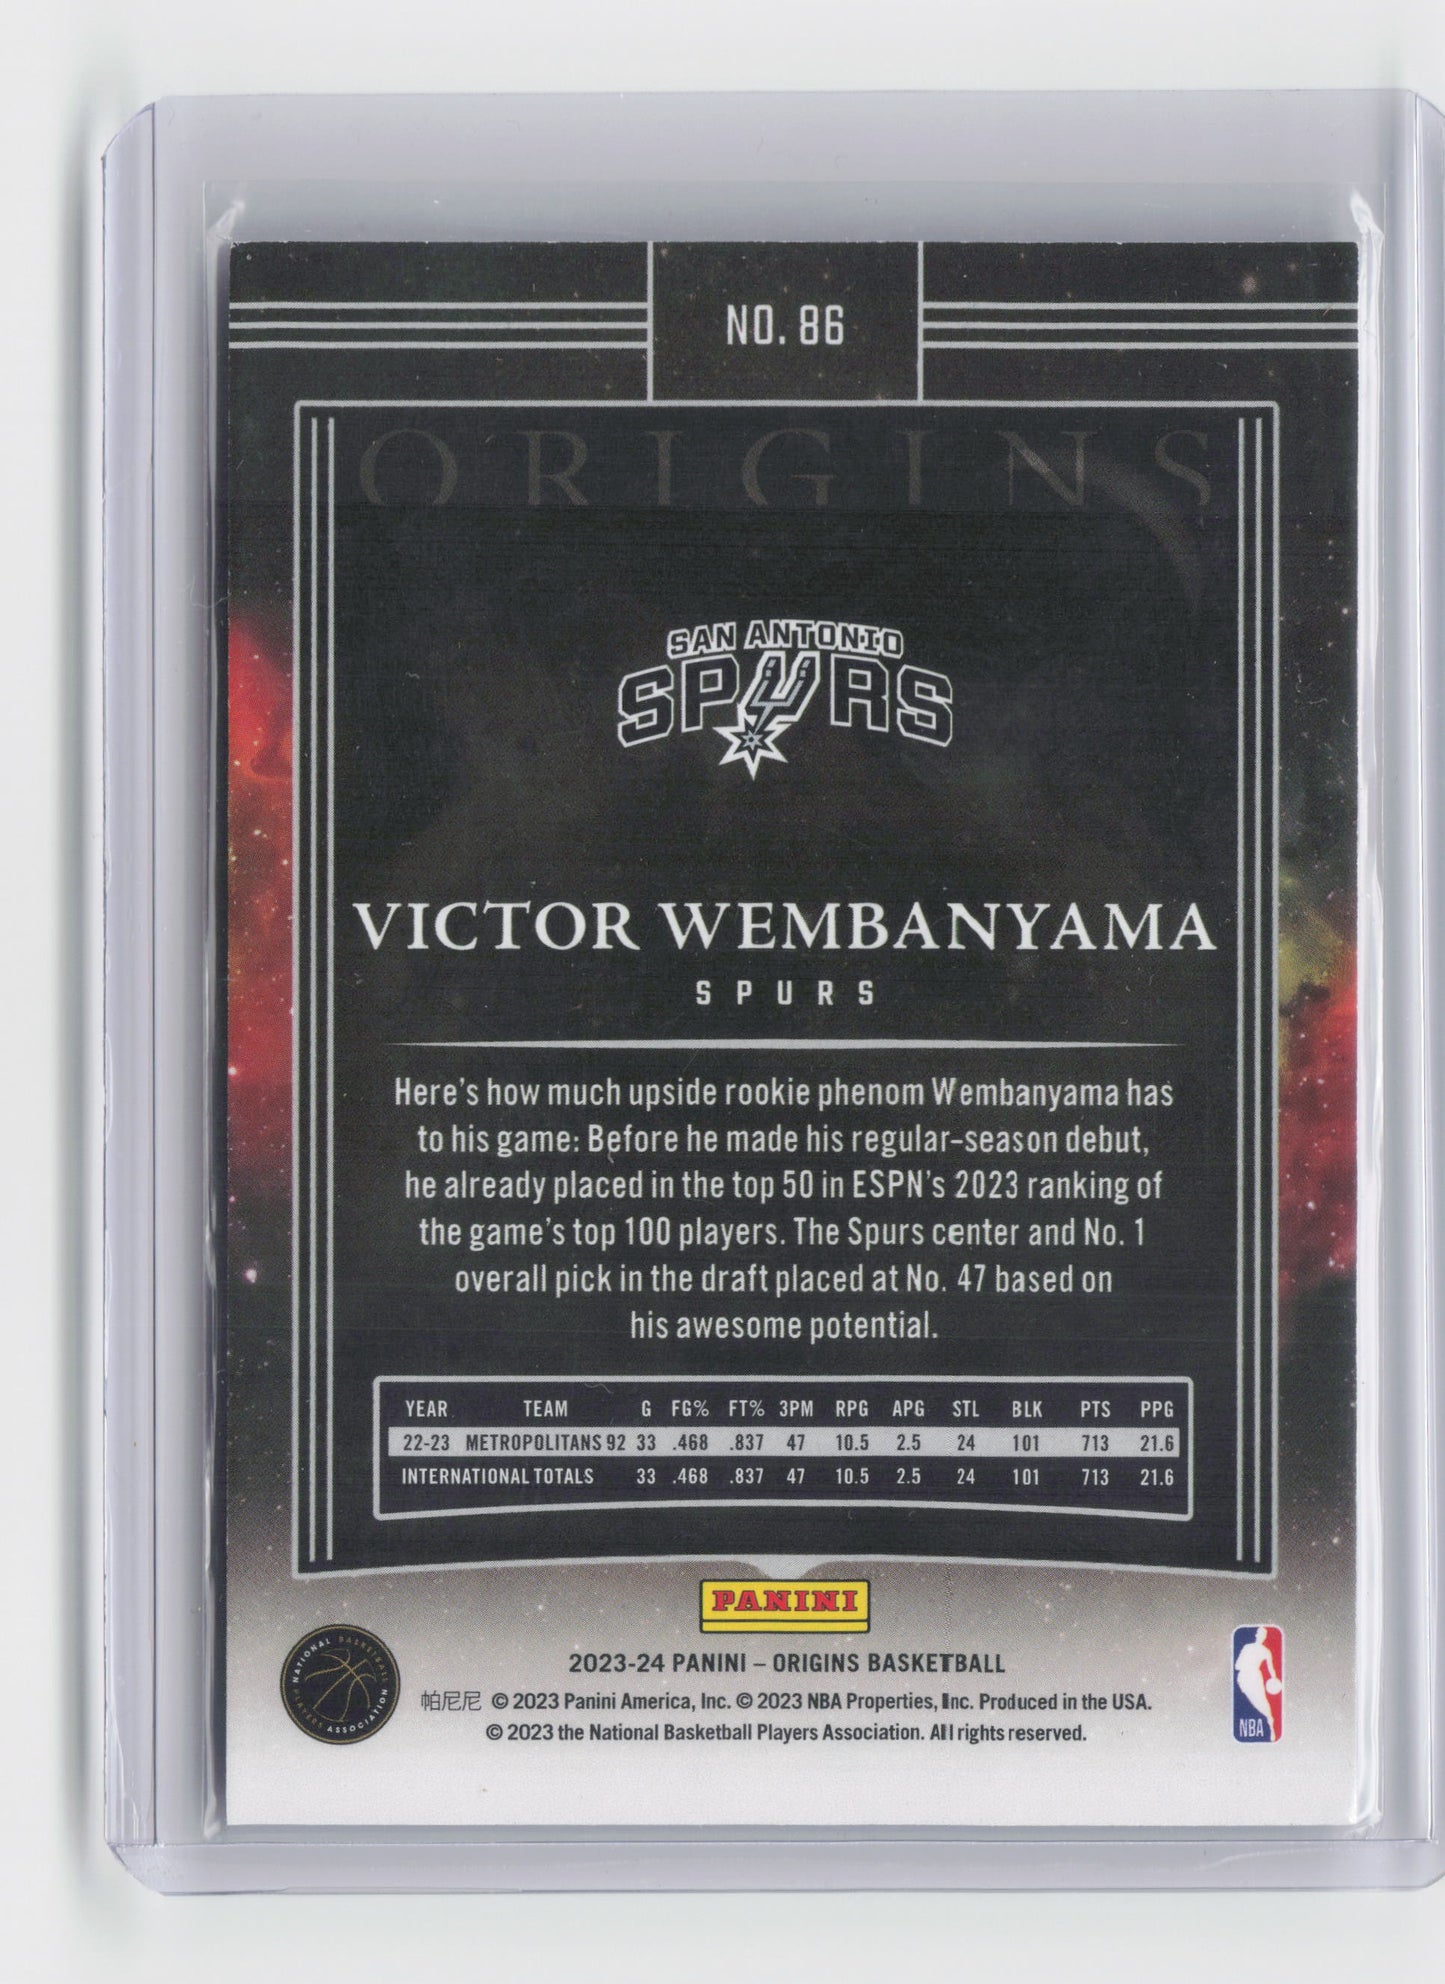 NO. 86
ORIGINS
SAN ANTONIO
SPURS
VICTOR WEMBANYAMA
SPURS
Here's how much upside rookie phenom Wembanyama has
to his game: Before he made his regular-season debut,
he already placed in the top 50 in ESPN's 2023 ranking of
the game's top 100 players. The Spurs center and No. 1
overall pick in the draft placed at No. 47 based on
his awesome potential.
YEAR TEAM G FG% FT% 3PM RPG APG STL BLK PTS PPG
22-23 METROPOLITANS 92 33 .468 .837 47 10.5 2.5 24 101 713 21.6
INTERNATIONAL TOTALS 33 .468 .837 47 10.5 2.5 24 101 713 21.6
PANINI
NATIONAL BASKETBALL PLAYERS ASSOCIATION
2023-24 PANINI – ORIGINS BASKETBALL
帕尼尼 © 2023 Panini America, Inc. © 2023 NBA Properties, Inc. Produced in the USA.
© 2023 the National Basketball Players Association. All rights reserved.
NBA